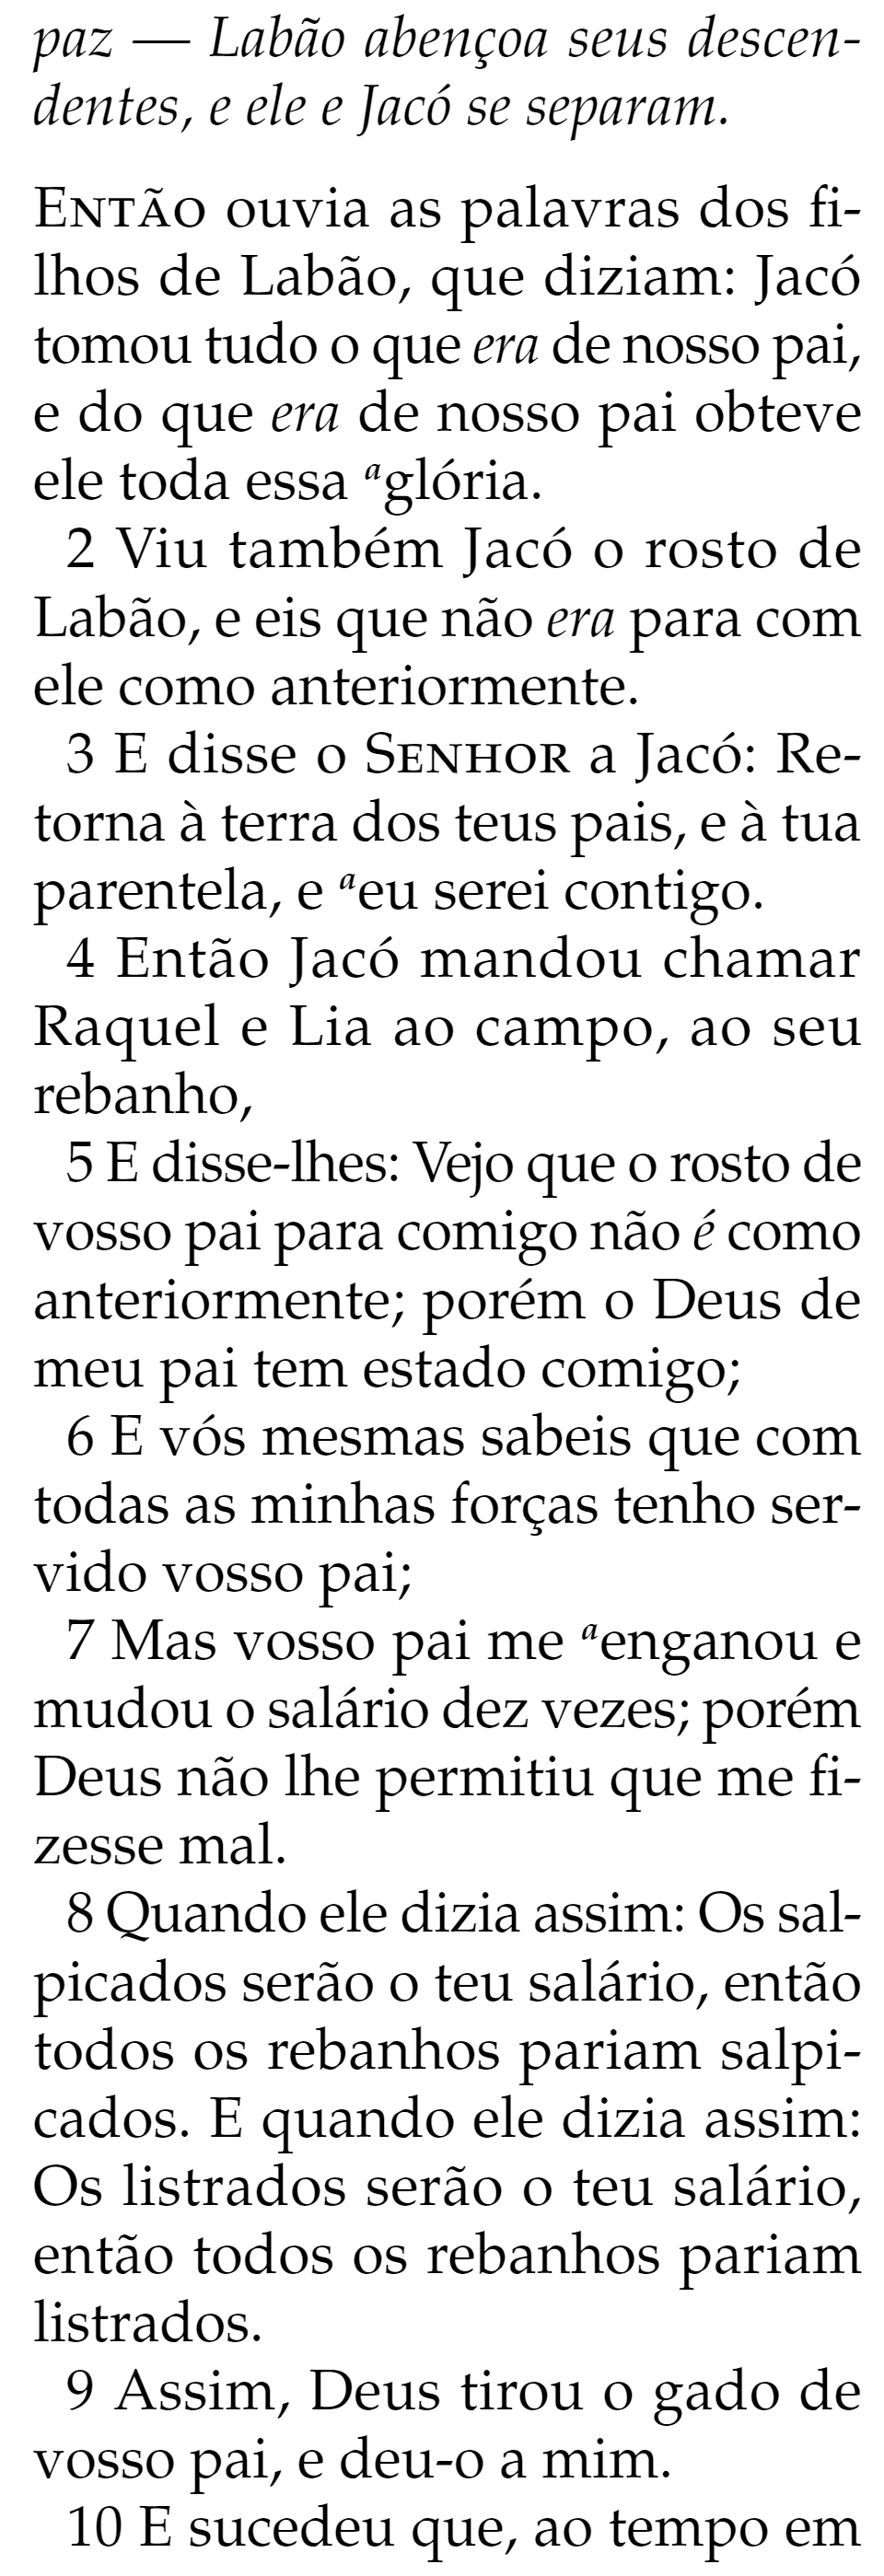 paz — Labão abençoa seus descen-
dentes, e ele e Jacó se separam.
Então ouvia as palavras dos fi-
lhos de Labão, que diziam: Jacó
tomou tudo o que era de nosso pai,
e do que era de nosso pai obteve
ele toda essa ᵃglória.
2 Viu também Jacó o rosto de
Labão, e eis que não era para com
ele como anteriormente.
3 E disse o Senhor a Jacó: Re-
torna à terra dos teus pais, e à tua
parentela, e ᵃeu serei contigo.
4 Então Jacó mandou chamar
Raquel e Lia ao campo, ao seu
rebanho,
5 E disse-lhes: Vejo que o rosto de
vosso pai para comigo não é como
anteriormente; porém o Deus de
meu pai tem estado comigo;
6 E vós mesmas sabeis que com
todas as minhas forças tenho ser-
vido vosso pai;
7 Mas vosso pai me ᵃenganou e
mudou o salário dez vezes; porém
Deus não lhe permitiu que me fi-
zesse mal.
8 Quando ele dizia assim: Os sal-
picados serão o teu salário, então
todos os rebanhos pariam salpi-
cados. E quando ele dizia assim:
Os listrados serão o teu salário,
então todos os rebanhos pariam
listrados.
9 Assim, Deus tirou o gado de
vosso pai, e deu-o a mim.
10 E sucedeu que, ao tempo em